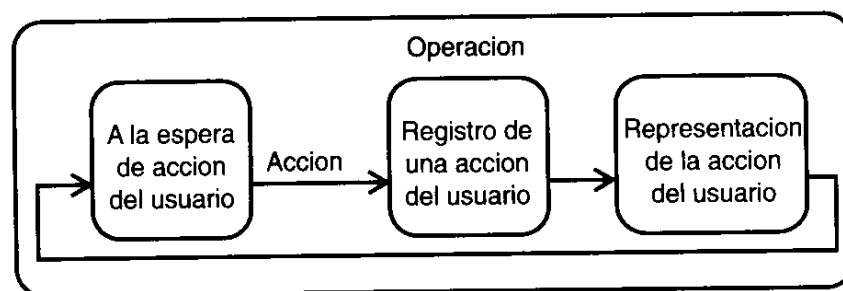 Operacion
A la espera
de accion
del usuario
Accion
Registro de
una accion
del usuario
Representacion
de la accion
del usuario